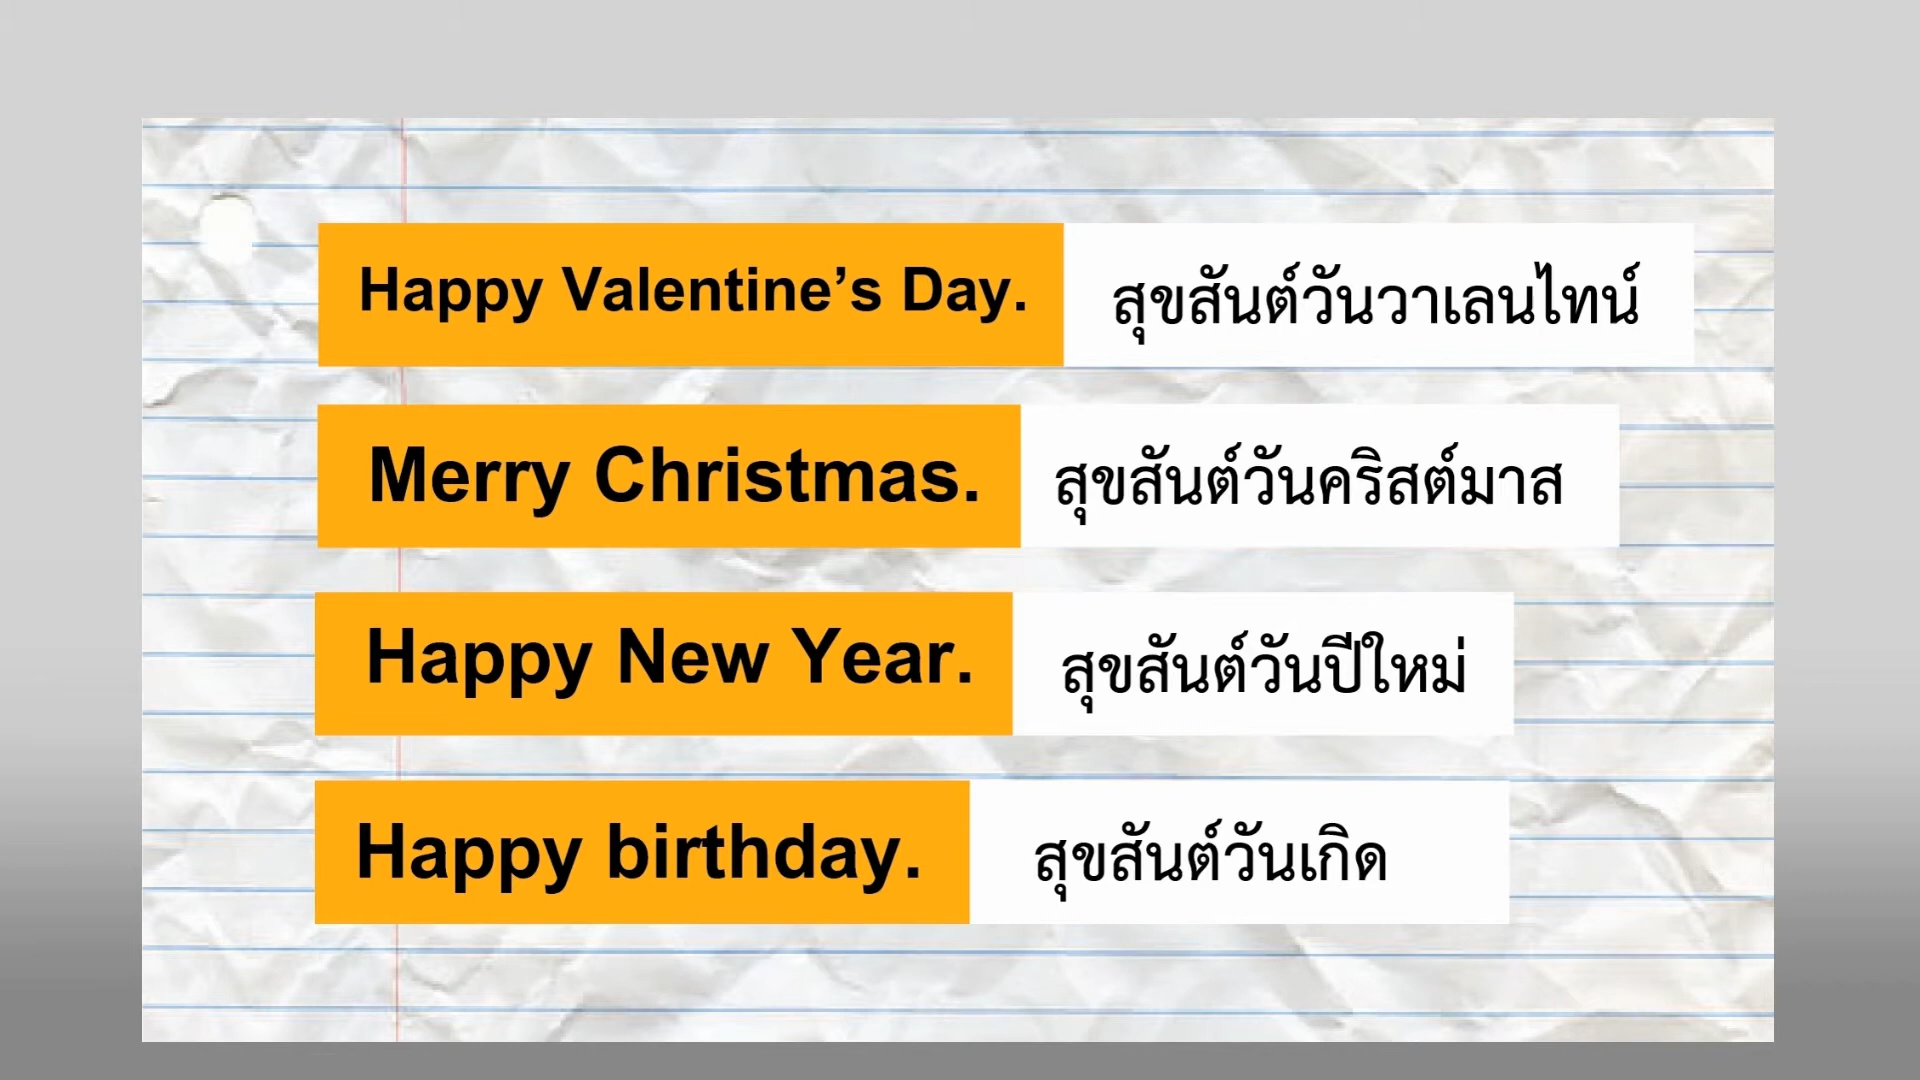 Happy Valentine’s Day. สุขสันต์วันวาเลนไทน์
Merry Christmas. สุขสันต์วันคริสต์มาส
Happy New Year. สุขสันต์วันปีใหม่
Happy birthday. สุขสันต์วันเกิด